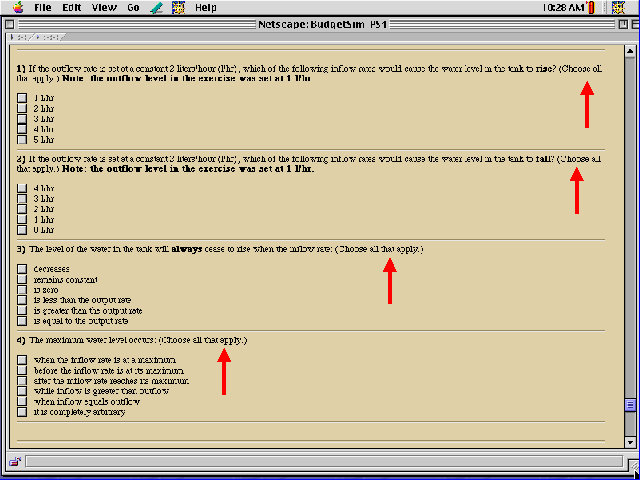 File Edit View Go Help 10:28 AM
Netscape: BudgetSim PS4
1) If the outflow rate is set at a constant 2 liters/hour (l/hr), which of the following inflow rates would cause the water level in the tank to rise? (Choose all
that apply.) Note: the outflow level in the exercise was set at 1 l/hr.
1 l/hr
2 l/hr
3 l/hr
4 l/hr
5 l/hr
2) If the outflow rate is set at a constant 2 liters/hour (l/hr), which of the following inflow rates would cause the water level in the tank to fall? (Choose all
that apply.) Note: the outflow level in the exercise was set at 1 l/hr.
4 l/hr
3 l/hr
2 l/hr
1 l/hr
0 l/hr
3) The level of the water in the tank will always cease to rise when the inflow rate: (Choose all that apply.)
decreases
remains constant
is zero
is less than the output rate
is greater than the output rate
is equal to the output rate
4) The maximum water level occurs: (Choose all that apply.)
when the inflow rate is at a maximum
before the inflow rate is at its maximum
after the inflow rate reaches its maximum
while inflow is greater than outflow
when inflow equals outflow
it is completely arbitrary